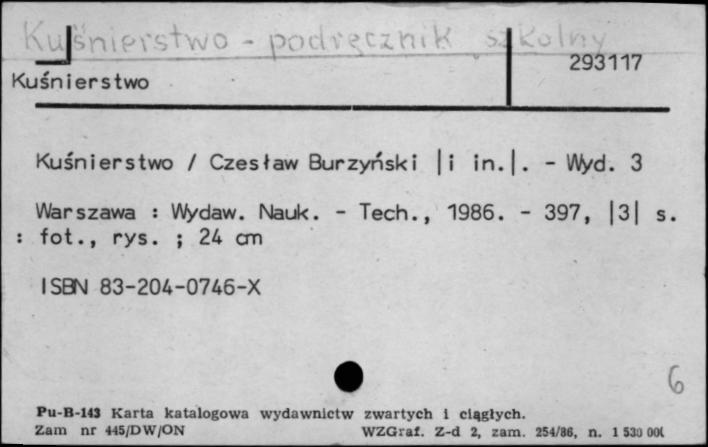 Kuśnierstwo - podręcznik szkolny
293117
Kuśnierstwo
Kuśnierstwo / Czesław Burzyński |i in.|. - Wyd. 3
Warszawa : Wydaw. Nauk. - Tech., 1986. - 397, |3| s.
: fot., rys. ; 24 cm
ISBN 83-204-0746-X
6
Pu-B-143 Karta katalogowa wydawnictw zwartych i ciągłych.
Zam nr 445/DW/ON WZGraf. Z-d 2, zam. 254/86, n. 1 530 000